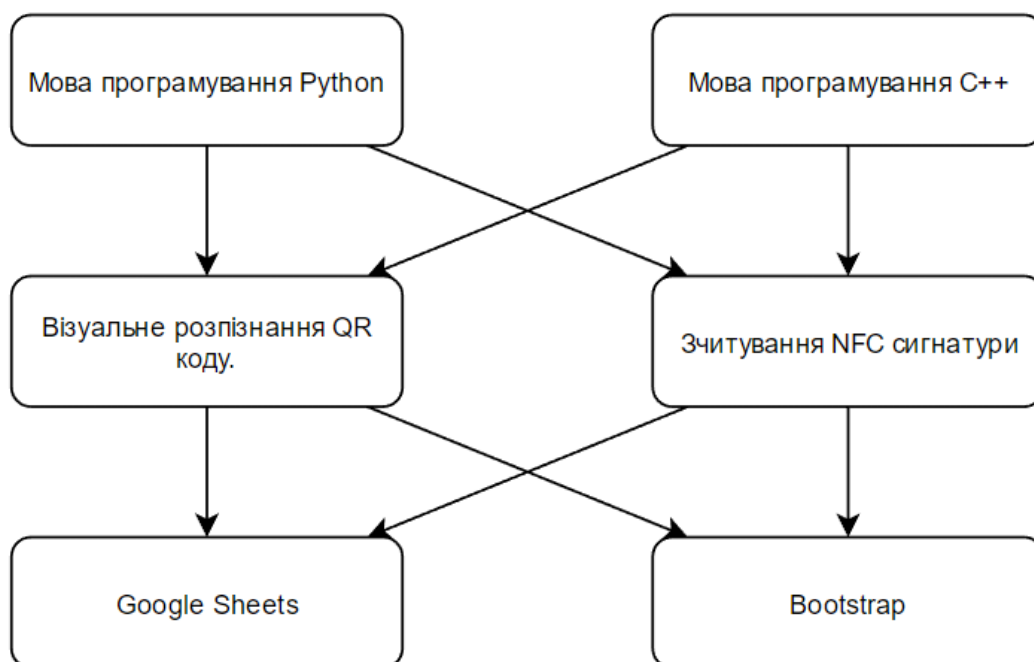 Мова програмування Python
Мова програмування C++
Візуальне розпізнання QR
коду.
Зчитування NFC сигнатури
Google Sheets
Bootstrap